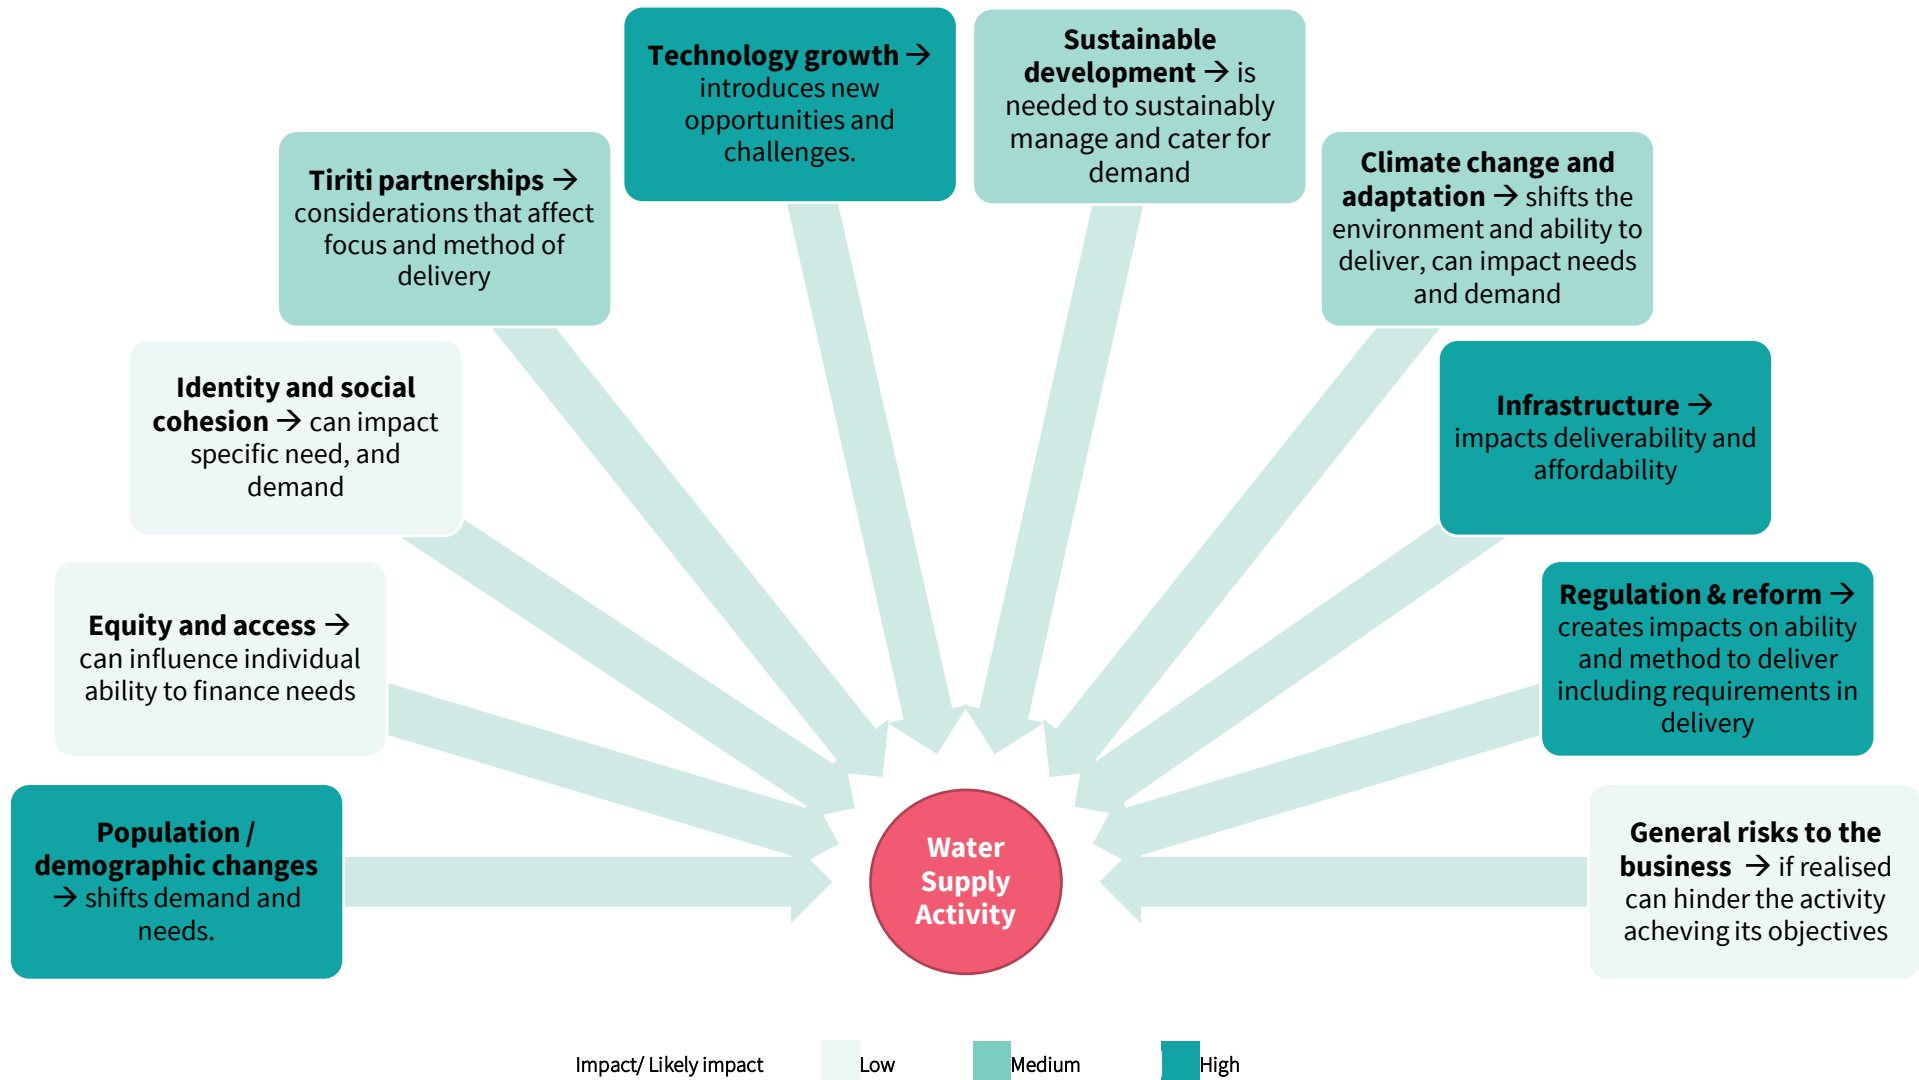 Technology growth →
introduces new
opportunities and
challenges.
Sustainable
development → is
needed to sustainably
manage and cater for
demand
Tiriti partnerships →
considerations that affect
focus and method of
delivery
Climate change and
adaptation → shifts the
environment and ability to
deliver, can impact needs
and demand
Identity and social
cohesion → can impact
specific need, and
demand
Infrastructure →
impacts deliverability and
affordability
Equity and access →
can influence individual
ability to finance needs
Regulation & reform →
creates impacts on ability
and method to deliver
including requirements in
delivery
Population /
demographic changes
→ shifts demand and
needs.
Water
Supply
Activity
General risks to the
business → if realised
can hinder the activity
acheving its objectives
Impact/ Likely impact Low Medium High